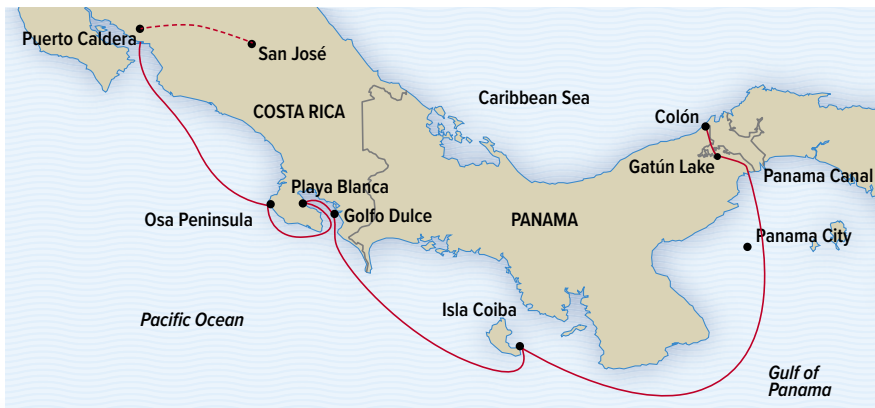 Puerto Caldera
San José
COSTA RICA
Caribbean Sea
Colón
Gatún Lake
Panama Canal
Playa Blanca
Osa Peninsula
Golfo Dulce
PANAMA
Panama City
Isla Coiba
Pacific Ocean
Gulf of
Panama